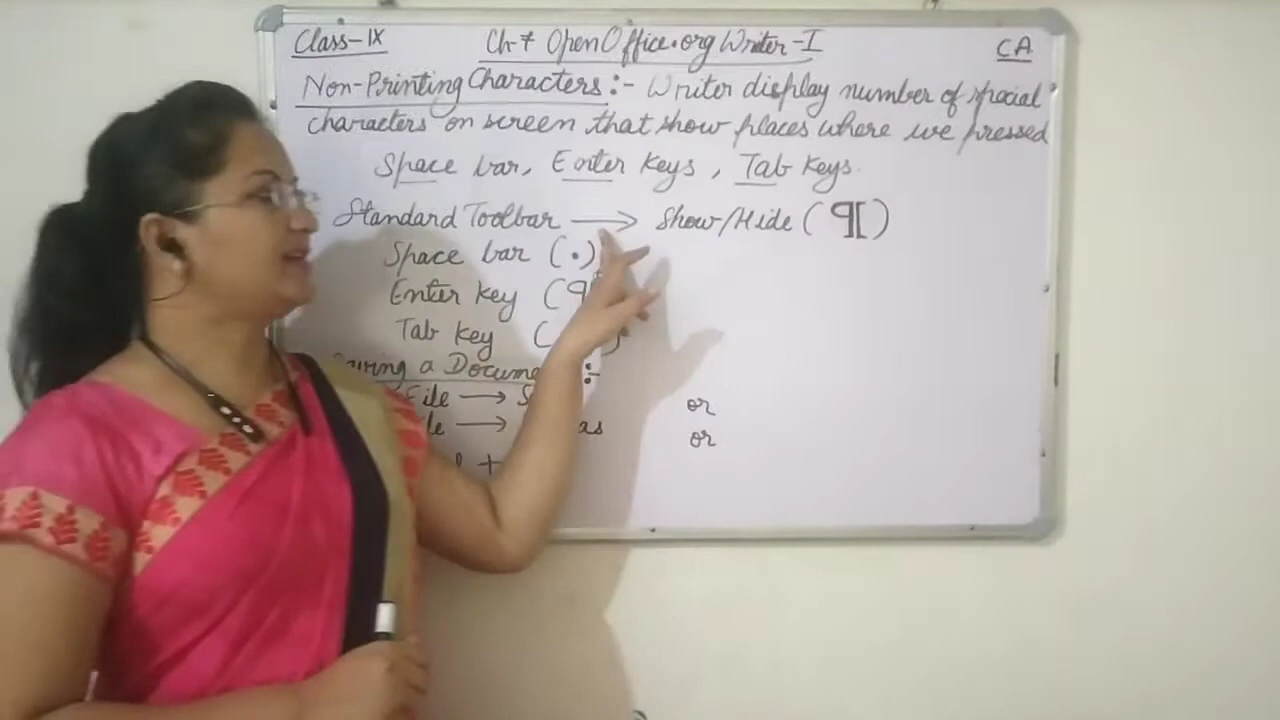 Class-IX Ch-7 OpenOffice.org Writer-I CA
Non-Printing Characters :- Writer display number of special
characters on screen that show places where we pressed
Space bar, Enter keys, Tab keys.
Standard Toolbar → Show/Hide (¶)
Space bar (•)
Enter key (¶
Tab key (
a Docume :-
File → S or
→ as or
+